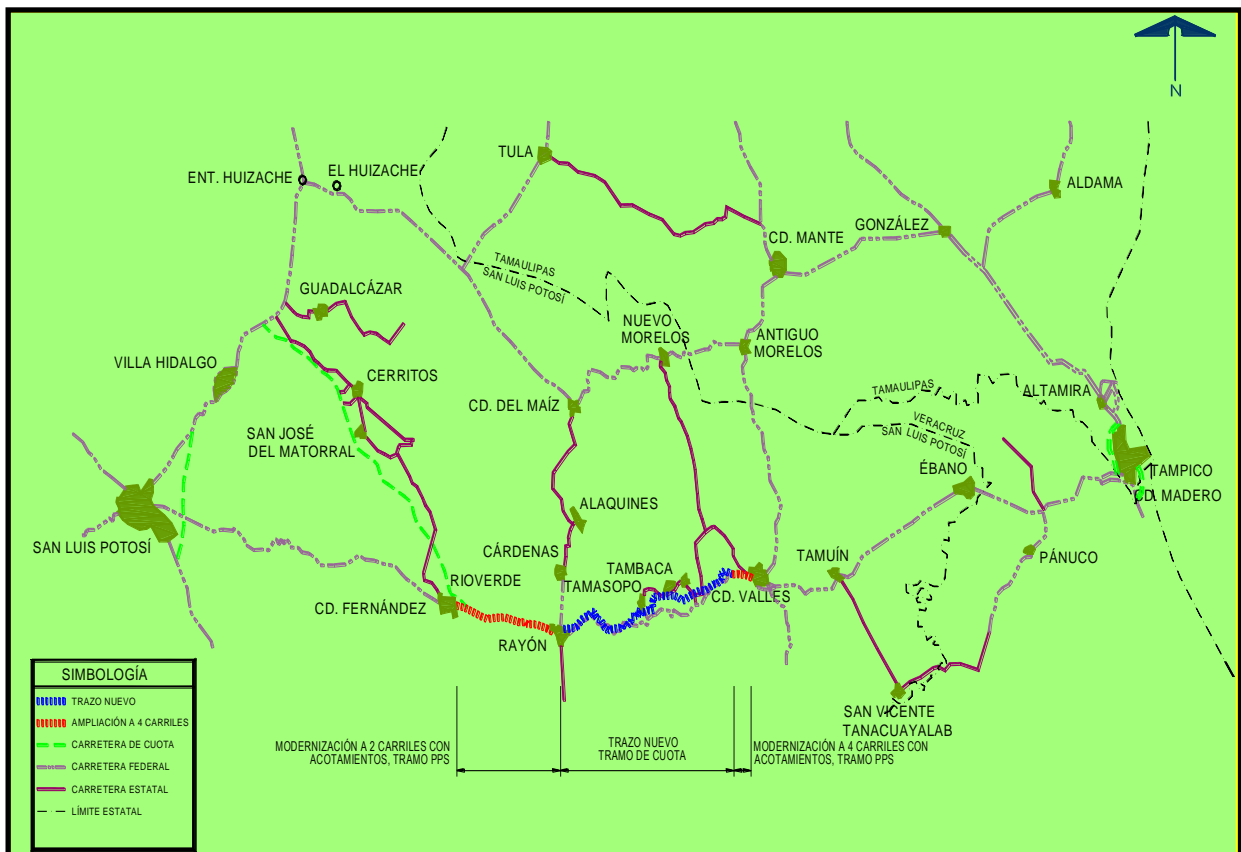 N
TULA
ENT. HUIZACHE
EL HUIZACHE
ALDAMA
GONZÁLEZ
CD. MANTE
TAMAULIPAS
SAN LUIS POTOSÍ
GUADALCÁZAR
NUEVO
MORELOS
ANTIGUO
MORELOS
VILLA HIDALGO
CERRITOS
CD. DEL MAÍZ
TAMAULIPAS
ALTAMIRA
VERACRUZ
SAN LUIS POTOSÍ
SAN JOSÉ
DEL MATORRAL
ÉBANO
TAMPICO
CD. MADERO
ALAQUINES
SAN LUIS POTOSÍ
CÁRDENAS
TAMUÍN
PÁNUCO
TAMBACA
TAMASOPO
RIOVERDE
CD. VALLES
CD. FERNÁNDEZ
RAYÓN
SAN VICENTE
TANACUAYALAB
MODERNIZACIÓN A 2 CARRILES CON
ACOTAMIENTOS, TRAMO PPS
TRAZO NUEVO
TRAMO DE CUOTA
MODERNIZACIÓN A 4 CARRILES CON
ACOTAMIENTOS, TRAMO PPS
SIMBOLOGÍA
TRAZO NUEVO
AMPLIACIÓN A 4 CARRILES
CARRETERA DE CUOTA
CARRETERA FEDERAL
CARRETERA ESTATAL
LÍMITE ESTATAL